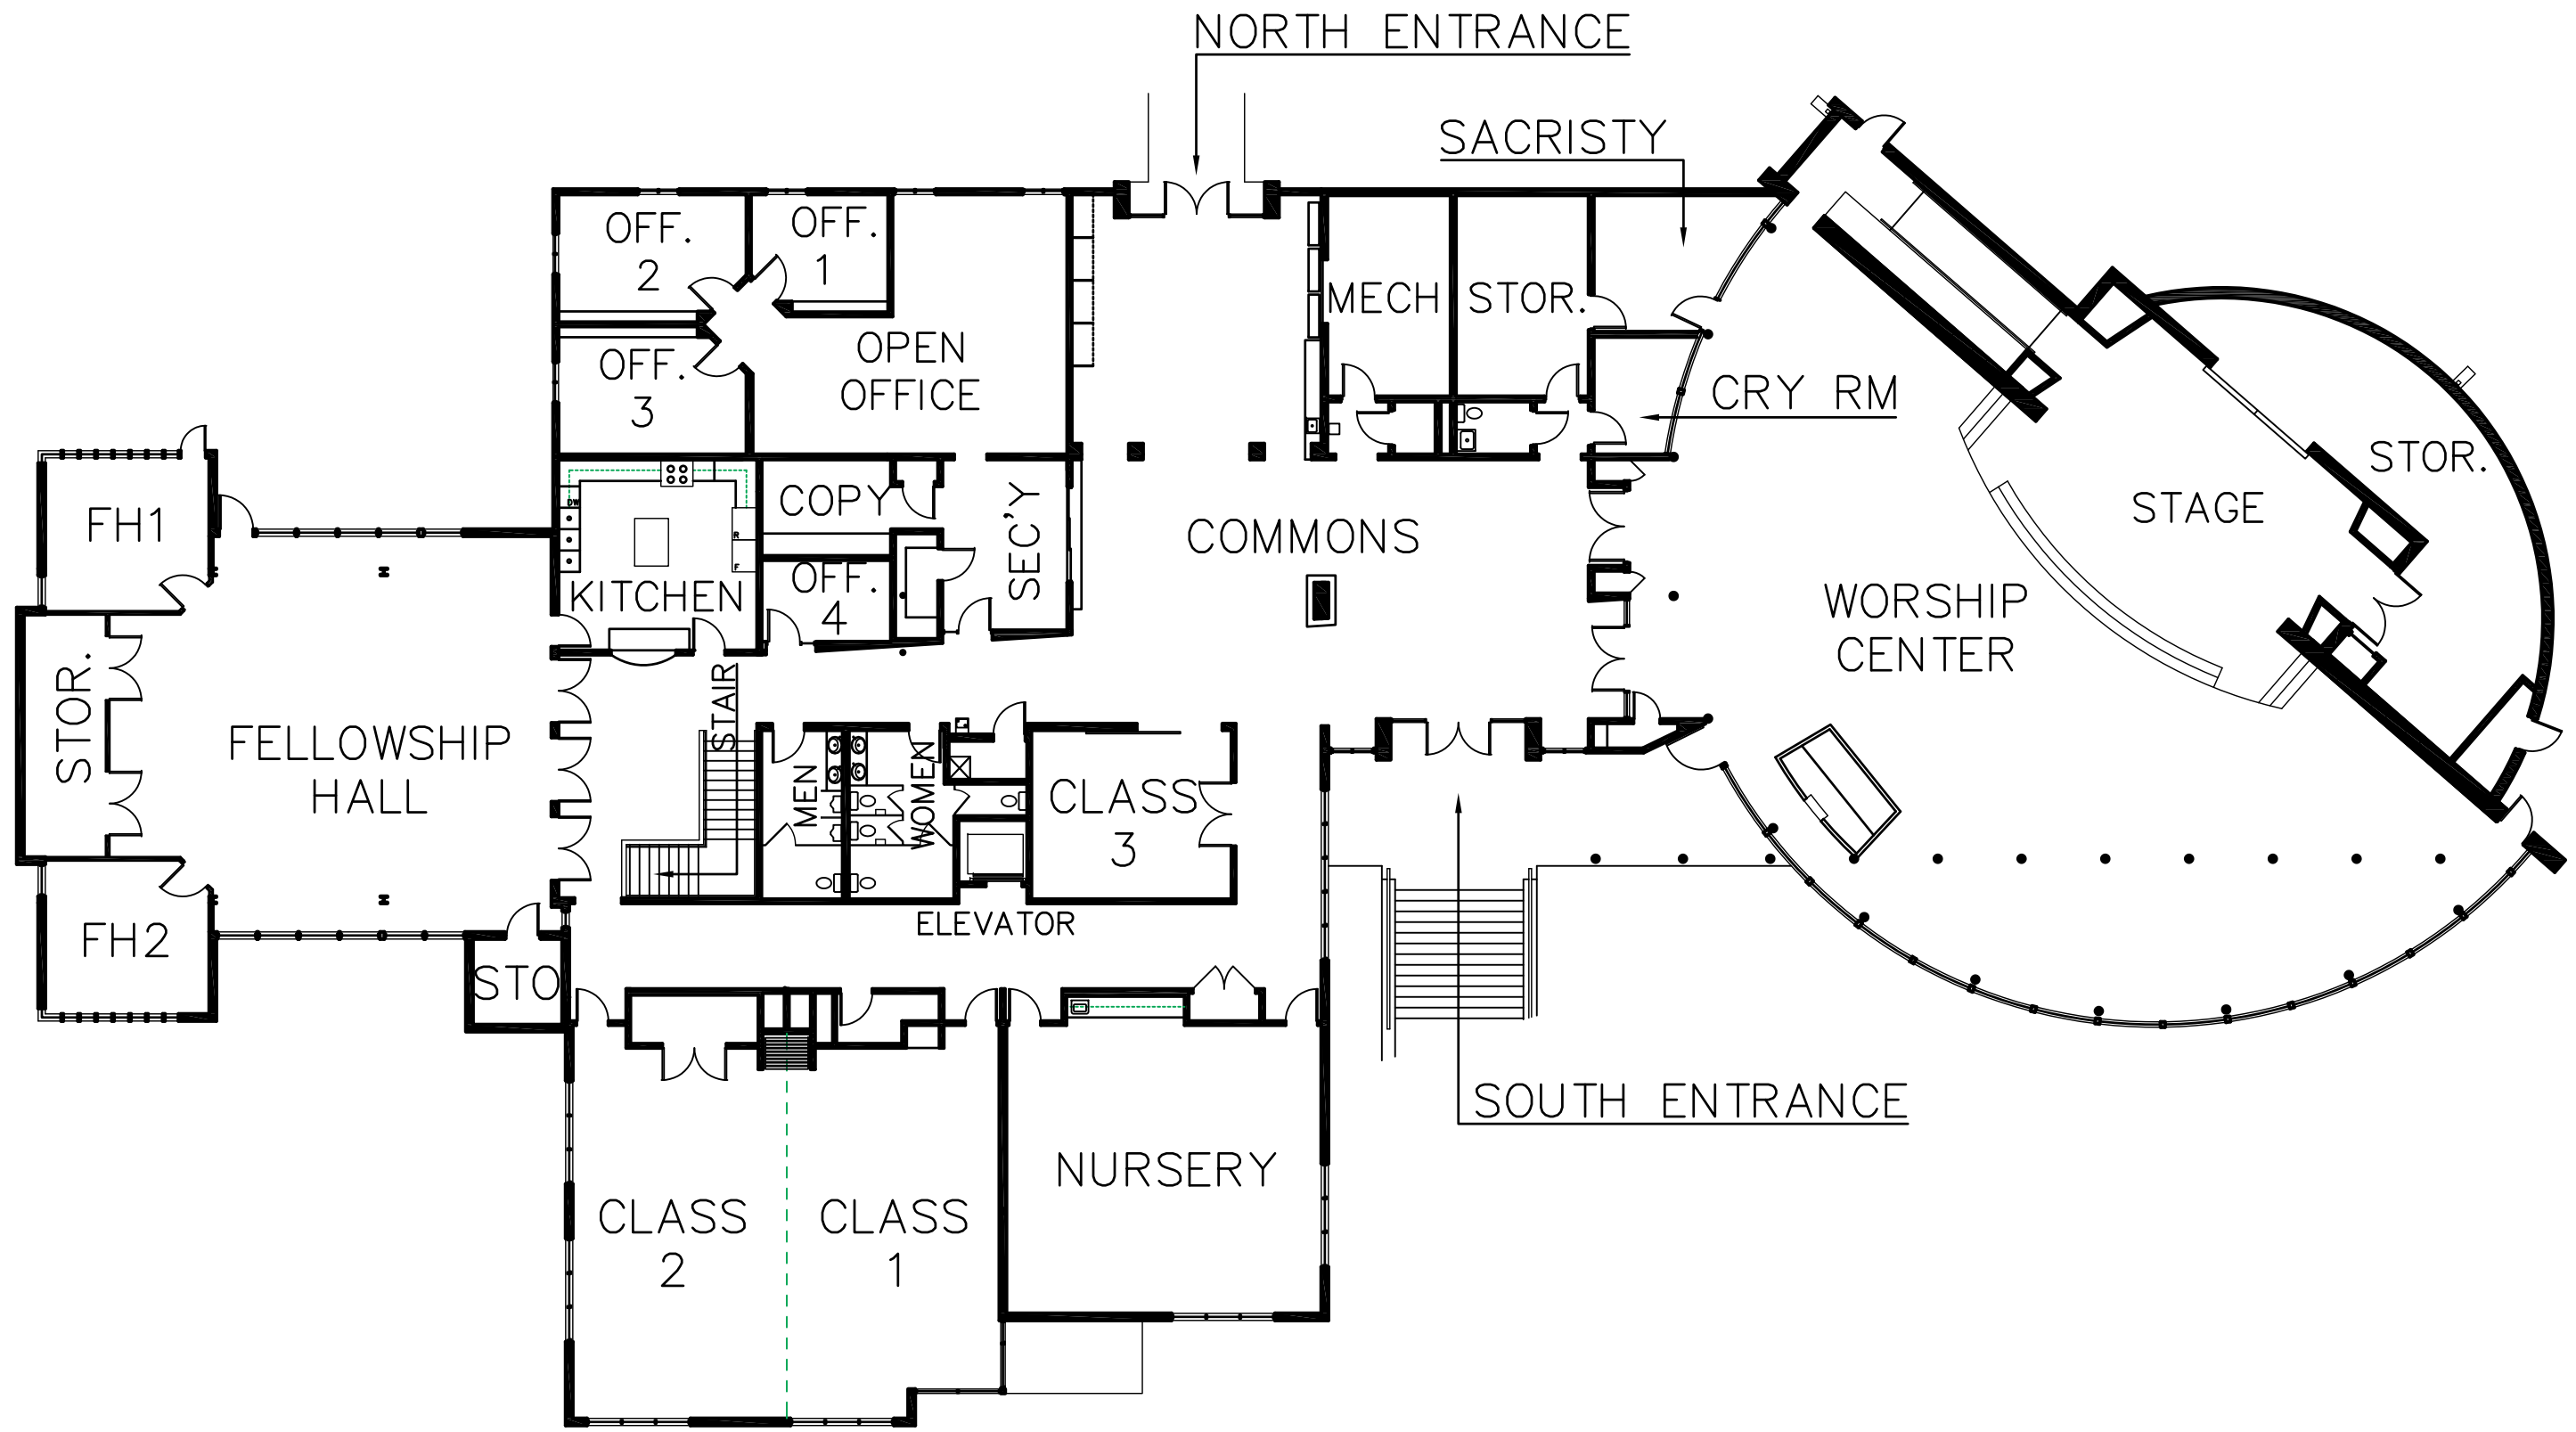 NORTH ENTRANCE
SACRISTY
OFF.
2
OFF.
1
MECH
STOR.
OPEN
OFFICE
OFF.
3
CRY RM
FH1
COPY
SEC'Y
COMMONS
STOR.
STAGE
DW
R
F
KITCHEN
OFF.
4
WORSHIP
CENTER
STOR.
FELLOWSHIP
HALL
STAIR
MEN
WOMEN
CLASS
3
FH2
STO
ELEVATOR
SOUTH ENTRANCE
NURSERY
CLASS
2
CLASS
1